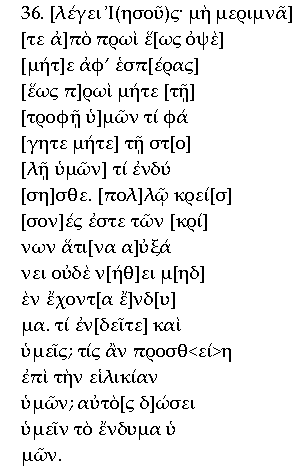 36. [λέγει Ἰ(ησοῦ)ς· μὴ μεριμνᾶ]
[τε ἀ]πὸ πρωὶ ἕ[ως ὀψὲ]
[μήτ]ε ἀφ’ ἑσπ[έρας]
[ἕως π]ρωὶ μήτε [τῇ]
[τροφῇ ὑ]μῶν τί φά
[γητε μήτε] τῇ στ[ο]
[λῇ ὑμῶν] τί ἐνδύ
[ση]σθε. [πολ]λῷ κρεί[σ]
[σον]ές ἐστε τῶν [κρί]
νων ἅτι[να α]ὐξά
νει οὐδὲ ν[ήθ]ει μ[ηδ]
ὲν ἔχοντ[α ἔ]νδ[υ]
μα. τί ἐν[δεῖτε] καὶ
ὑμεῖς; τίς ἂν προσθ<εί>η
ἐπὶ τὴν εἱλικίαν
ὑμῶν; αὐτὸ[ς δ]ώσει
ὑμεῖν τὸ ἔνδυμα ὑ
μῶν.